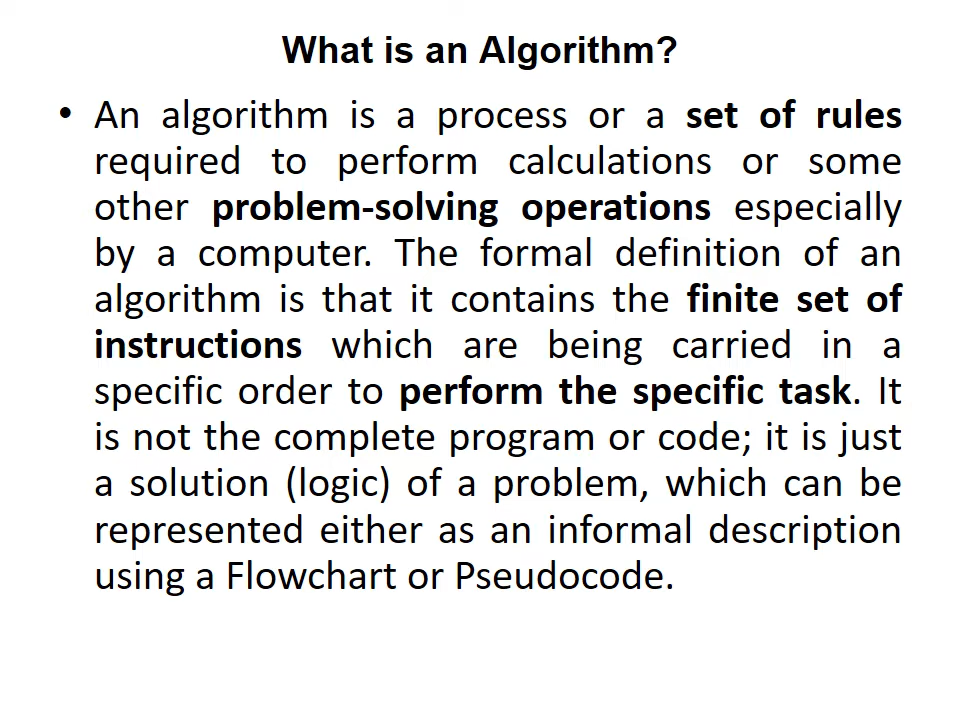 What is an Algorithm?
• An algorithm is a process or a set of rules
required to perform calculations or some
other problem-solving operations especially
by a computer. The formal definition of an
algorithm is that it contains the finite set of
instructions which are being carried in a
specific order to perform the specific task. It
is not the complete program or code; it is just
a solution (logic) of a problem, which can be
represented either as an informal description
using a Flowchart or Pseudocode.